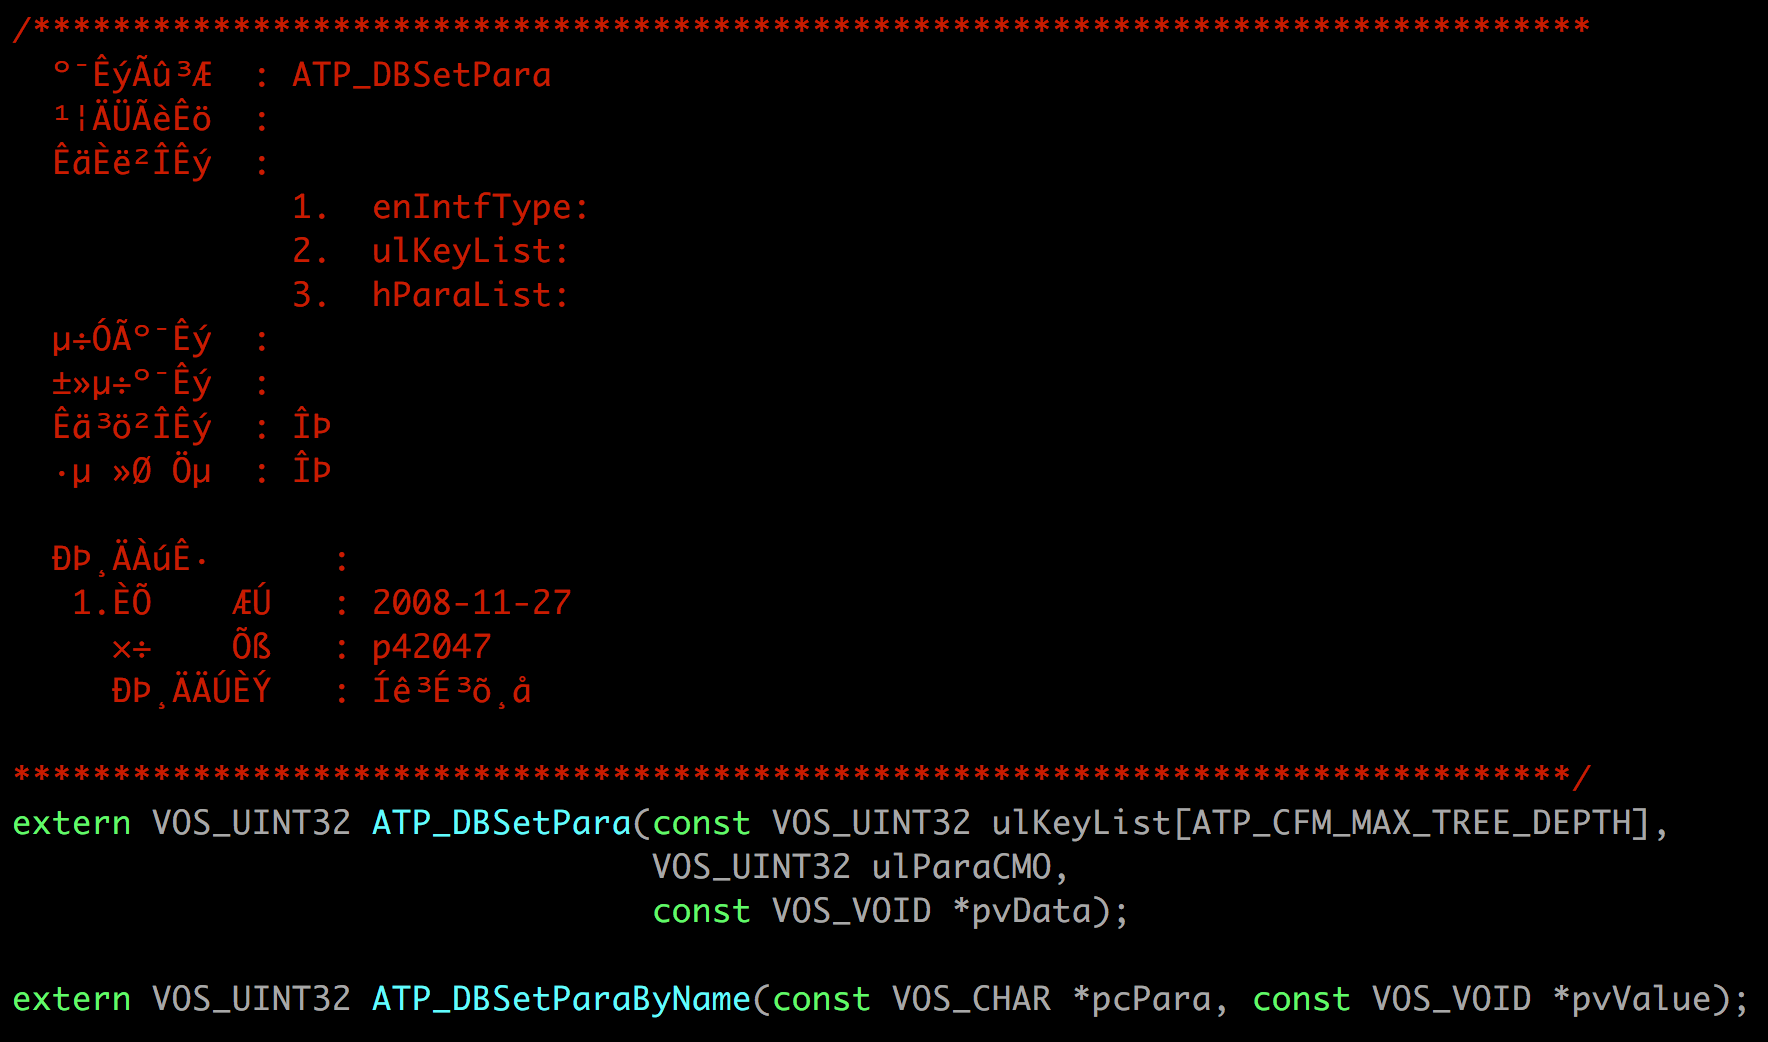 /******************************************************************************
º¯ÊýÃû³Æ : ATP_DBSetPara
¹¦ÄÜÃèÊö :
ÊäÈë²ÎÊý :
1. enIntfType:
2. ulKeyList:
3. hParaList:
µ÷ÓÃº¯Êý :
±»µ÷º¯Êý :
Êä³ö²ÎÊý : ÎÞ
·µ »Ø Öµ : ÎÞ
ÐÞ¸ÄÀúÊ· :
1.ÈÕ ÆÚ : 2008-11-27
×÷ Õß : p42047
ÐÞ¸ÄÄÚÈÝ : Íê³É³õ¸å
******************************************************************************/
extern VOS_UINT32 ATP_DBSetPara(const VOS_UINT32 ulKeyList[ATP_CFM_MAX_TREE_DEPTH],
VOS_UINT32 ulParaCMO,
const VOS_VOID *pvData);
extern VOS_UINT32 ATP_DBSetParaByName(const VOS_CHAR *pcPara, const VOS_VOID *pvValue);